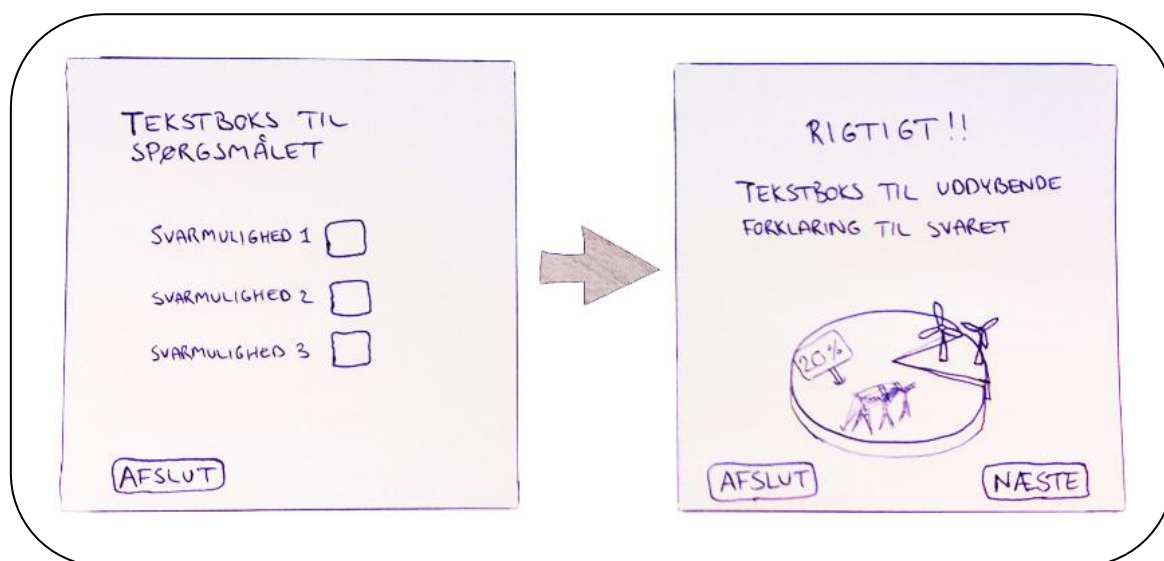 TEKSTBOKS TIL
SPØRGSMÅLET
SVARMULIGHED 1
SVARMULIGHED 2
SVARMULIGHED 3
AFSLUT
RIGTIGT!!
TEKSTBOKS TIL UDDYBENDE
FORKLARING TIL SVARET
20%
AFSLUT
NÆSTE